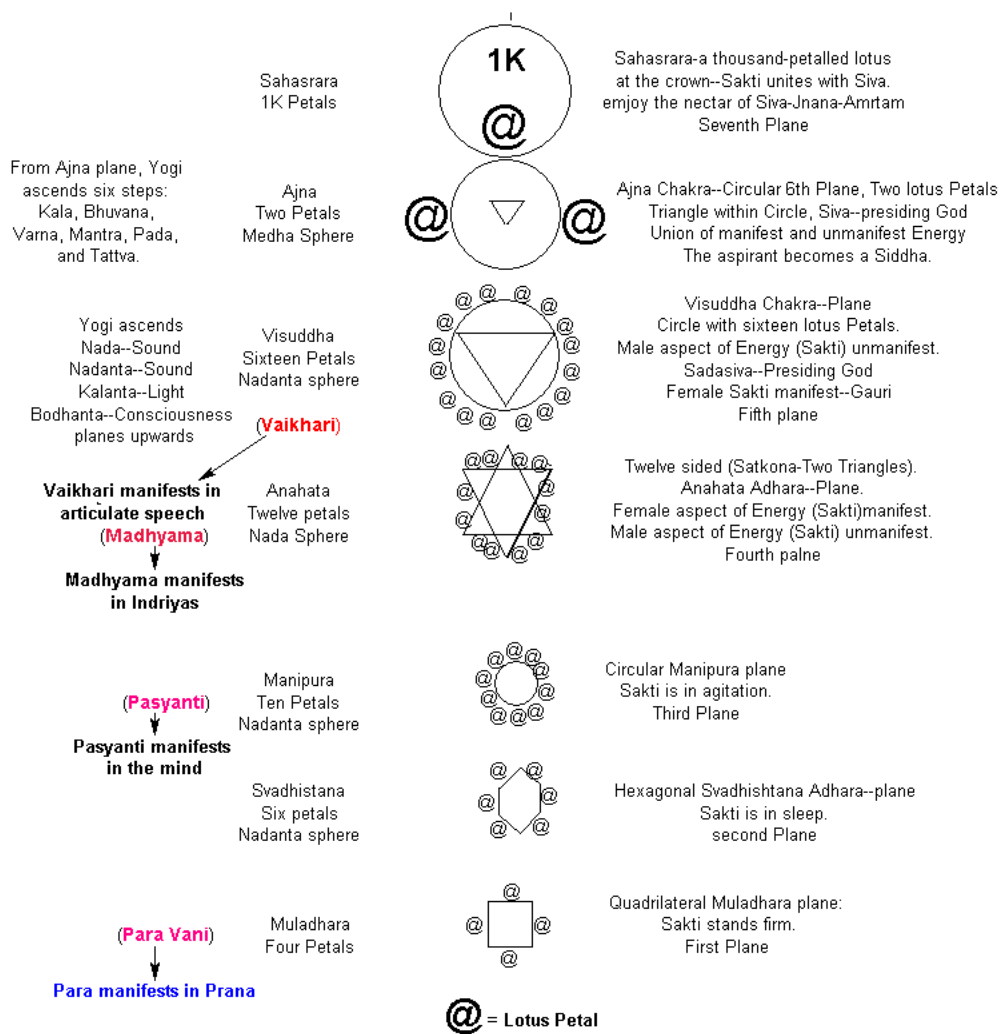 1K
@
Sahasrara
1K Petals
Sahasrara-a thousand-petalled lotus
at the crown--Sakti unites with Siva.
emjoy the nectar of Siva-Jnana-Amrtam
Seventh Plane
From Ajna plane, Yogi
ascends six steps:
Kala, Bhuvana,
Varna, Mantra, Pada,
and Tattva.
Ajna
Two Petals
Medha Sphere
@ @
Ajna Chakra--Circular 6th Plane, Two lotus Petals
Triangle within Circle, Siva--presiding God
Union of manifest and unmanifest Energy
The aspirant becomes a Siddha.
Yogi ascends
Nada--Sound
Nadanta--Sound
Kalanta--Light
Bodhanta--Consciousness
planes upwards
Visuddha
Sixteen Petals
Nadanta sphere
(Vaikhari)
@ @ @ @ @ @ @ @ @ @ @ @ @ @ @ @
Visuddha Chakra--Plane
Circle with sixteen lotus Petals.
Male aspect of Energy (Sakti) unmanifest.
Sadasiva--Presiding God
Female Sakti manifest--Gauri
Fifth plane
Vaikhari manifests in
articulate speech
(Madhyama)
Madhyama manifests
in Indriyas
Anahata
Twelve petals
Nada Sphere
@ @ @ @ @ @ @ @ @ @ @ @
Twelve sided (Satkona-Two Triangles).
Anahata Adhara--Plane.
Female aspect of Energy (Sakti)manifest.
Male aspect of Energy (Sakti) unmanifest.
Fourth palne
(Pasyanti)
Pasyanti manifests
in the mind
Manipura
Ten Petals
Nadanta sphere
@ @ @ @ @ @ @ @ @ @
Circular Manipura plane
Sakti is in agitation.
Third Plane
Svadhistana
Six petals
Nadanta sphere
@ @ @ @ @ @
Hexagonal Svadhishtana Adhara--plane
Sakti is in sleep.
second Plane
(Para Vani)
Para manifests in Prana
Muladhara
Four Petals
@ @ @ @
Quadrilateral Muladhara plane:
Sakti stands firm.
First Plane
@ = Lotus Petal